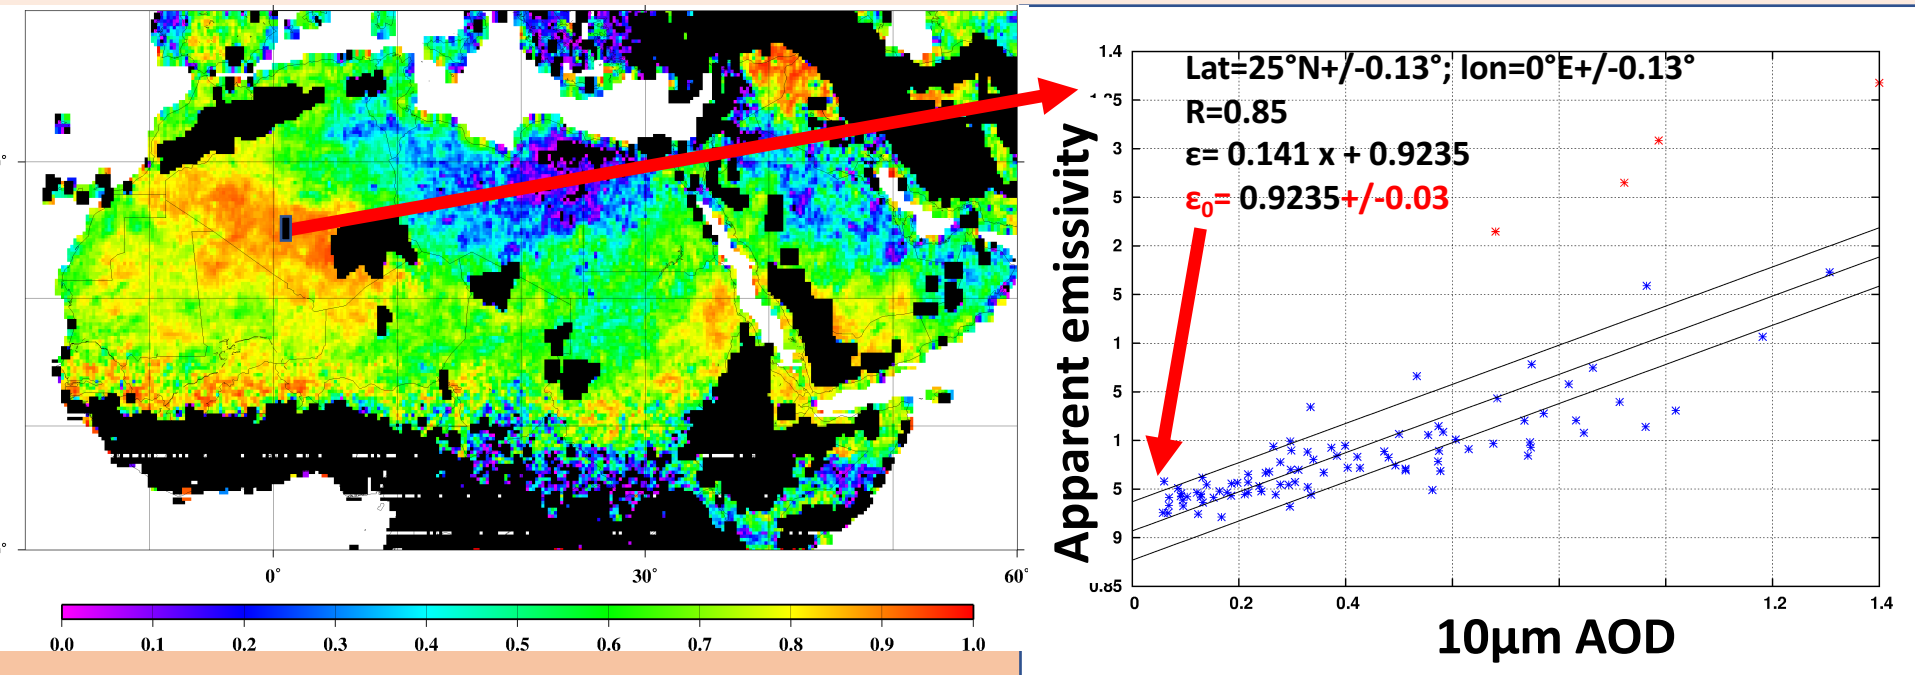 0°
30°
60°
0.0 0.1 0.2 0.3 0.4 0.5 0.6 0.7 0.8 0.9 1.0
Lat=25°N+/-0.13°; lon=0°E+/-0.13°
R=0.85
ε= 0.141 x + 0.9235
ε0= 0.9235+/-0.03
Apparent emissivity
1.4
5
3
5
2
5
1
5
1
5
9
0.85
0 0.2 0.4 1.2 1.4
10µm AOD